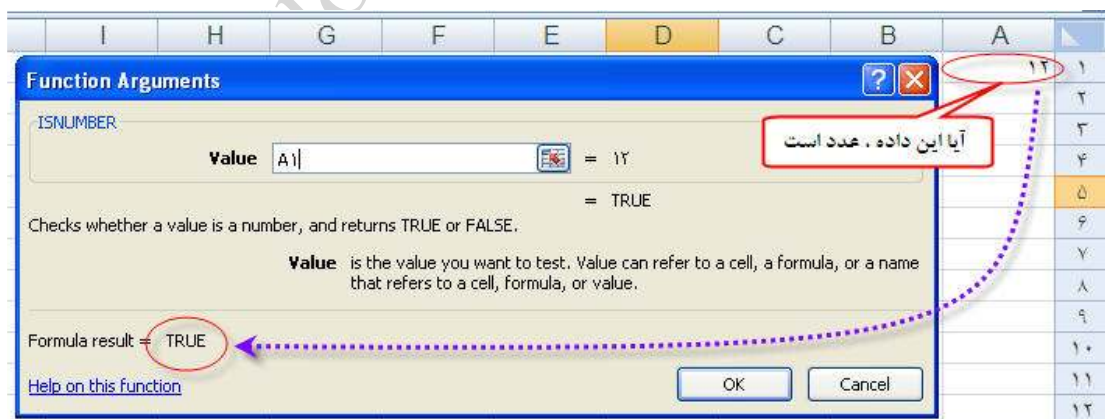 I H G F E D C B A
Function Arguments
۱۲ ۱
۲
ISNUMBER
۳
آیا این داده ، عدد است
Value A۱ = ۱۲
۴
= TRUE
۵
Checks whether a value is a number, and returns TRUE or FALSE.
۶
Value is the value you want to test. Value can refer to a cell, a formula, or a name
۷
that refers to a cell, formula, or value.
۸
۹
Formula result = TRUE
۱۰
Help on this function OK Cancel
۱۱
۱۲